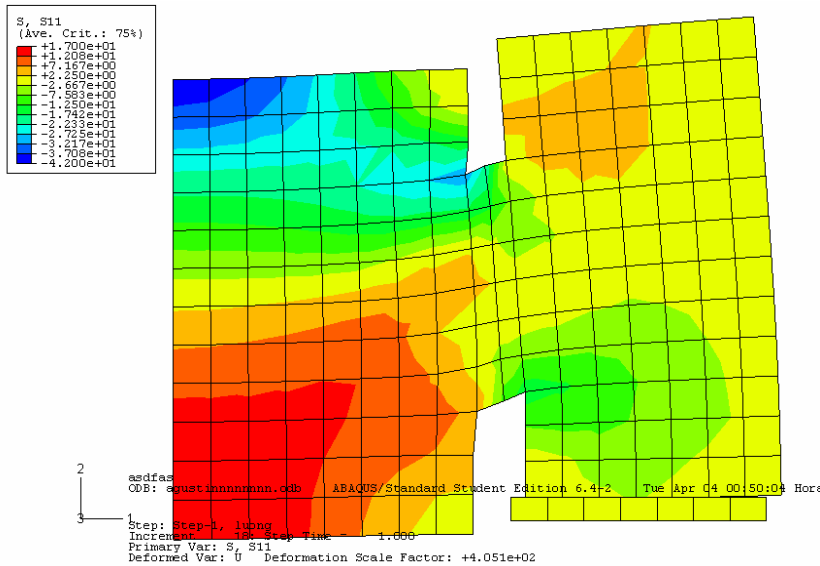 S, S11
(Ave. Crit.: 75%)
+1.700e+01
+1.208e+01
+7.167e+00
+2.250e+00
-2.667e+00
-7.583e+00
-1.250e+01
-1.742e+01
-2.233e+01
-2.725e+01
-3.217e+01
-3.708e+01
-4.200e+01
2
3
1
asdfas
ODB: ABAQUS/Standard Student Edition 6.4-2 Tue Apr 04 00:50:04 Hora
Step: Step-1,
Increment 18: Step Time = 1.000
Primary Var: S, S11
Deformed Var: U Deformation Scale Factor: +4.051e+02